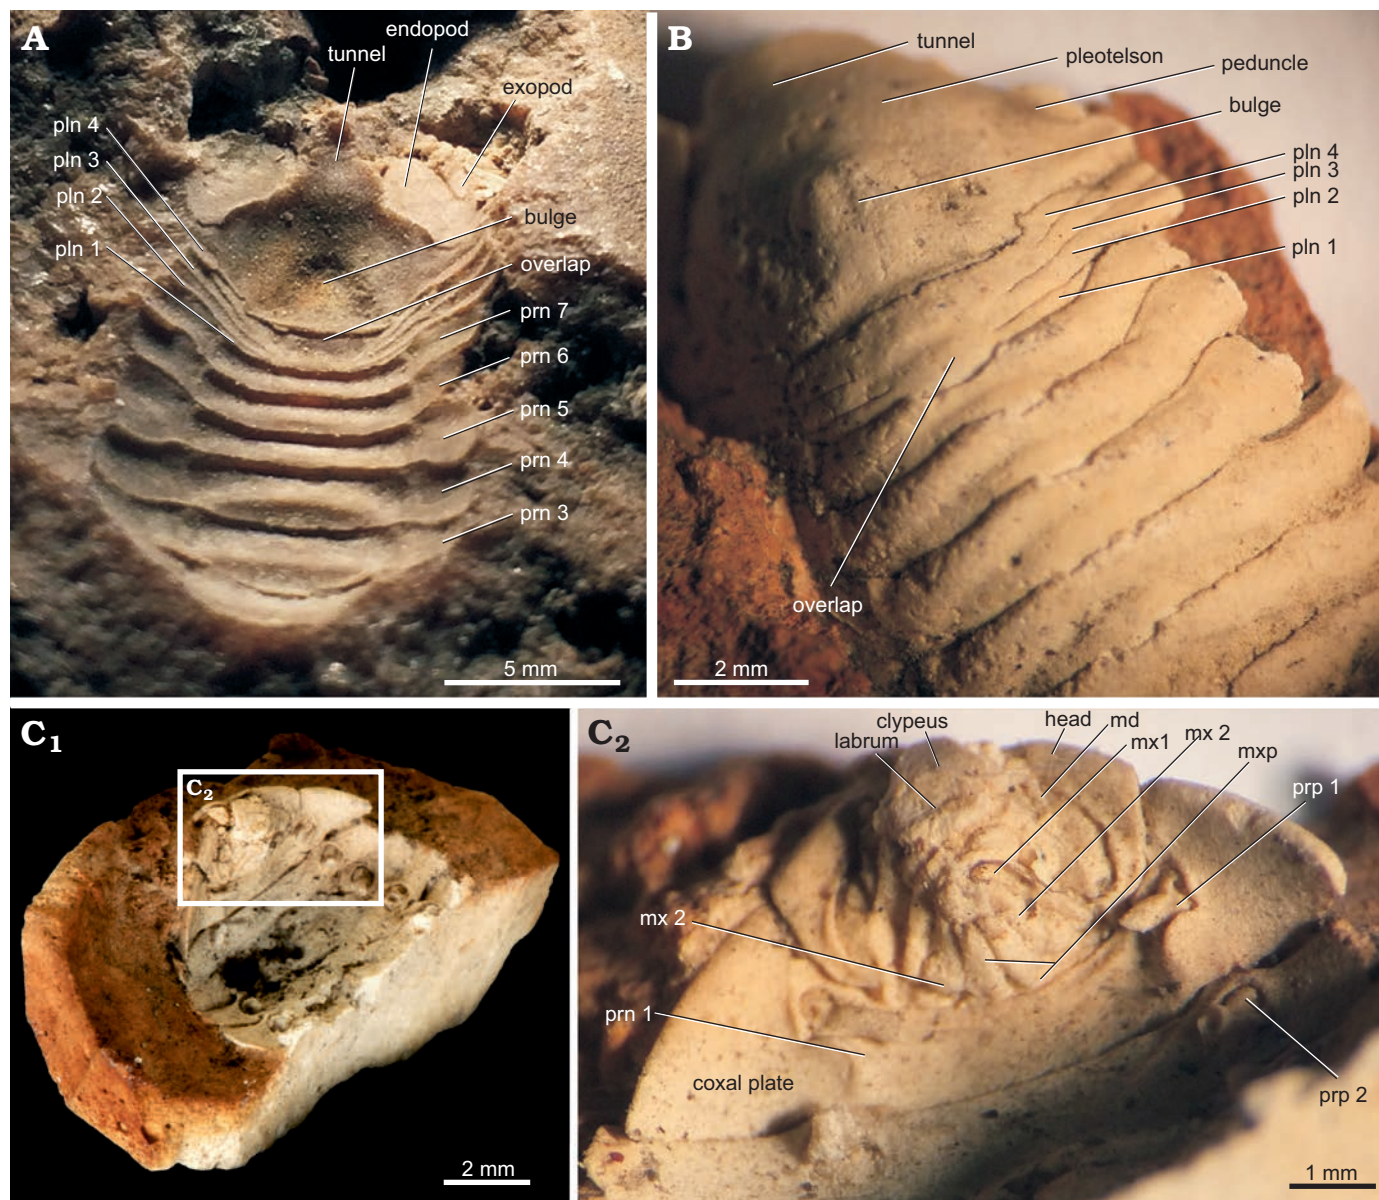 A
endopod
tunnel
exopod
pln 4
pln 3
pln 2
pln 1
bulge
overlap
prn 7
prn 6
prn 5
prn 4
prn 3
5 mm
B
tunnel
pleotelson
peduncle
bulge
pln 4
pln 3
pln 2
pln 1
overlap
2 mm
C1
C2
2 mm
C2
clypeus
labrum
head
md
mx1
mx 2
mxp
prp 1
mx 2
prn 1
coxal plate
prp 2
1 mm